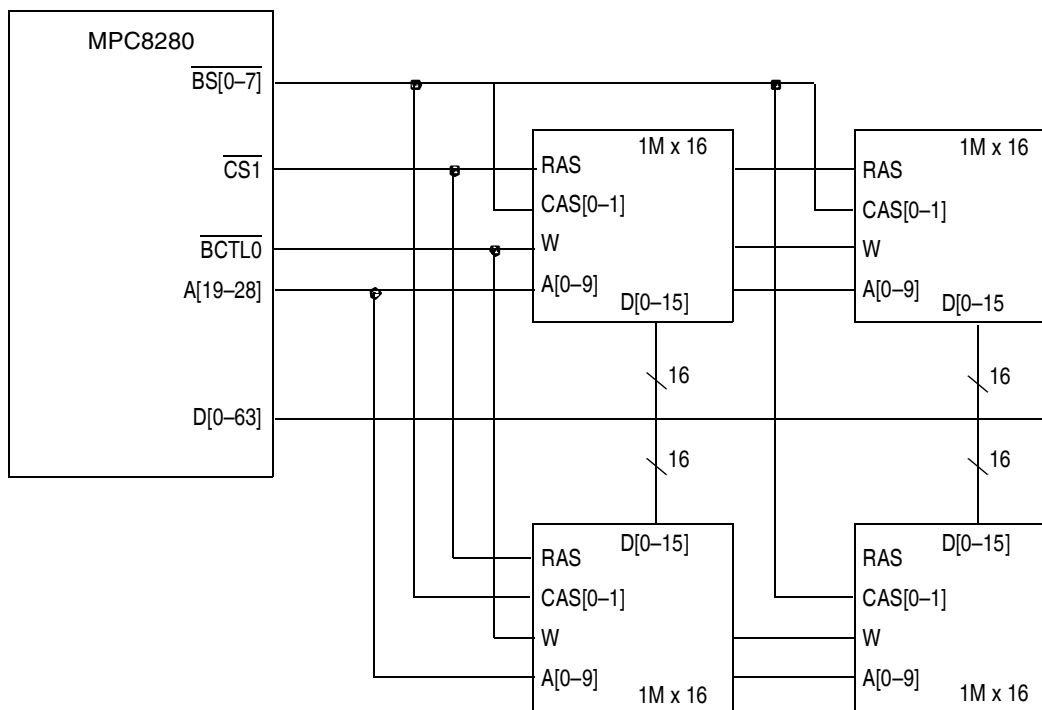 MPC8280
BS[0–7]
CS1
BCTL0
A[19–28]
D[0–63]
1M x 16
RAS
CAS[0–1]
W
A[0–9]
D[0–15]
1M x 16
RAS
CAS[0–1]
W
A[0–9]
D[0–15
16
16
16
16
D[0–15]
RAS
CAS[0–1]
W
A[0–9]
1M x 16
D[0–15]
RAS
CAS[0–1]
W
A[0–9]
1M x 16